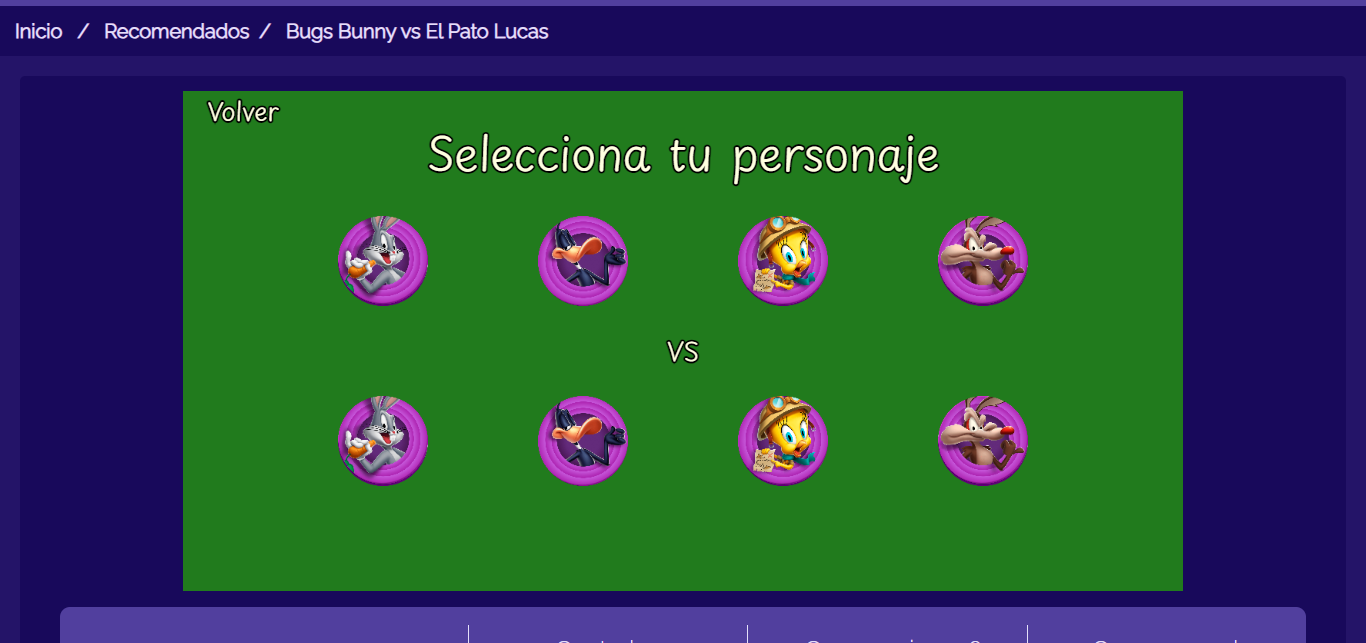 Inicio / Recomendados / Bugs Bunny vs El Pato Lucas
Volver
Selecciona tu personaje
VS